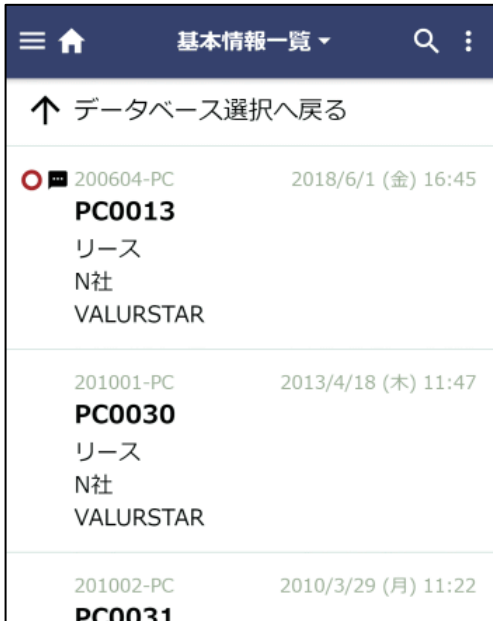 基本情報一覧
データベース選択へ戻る
200604-PC 2018/6/1 (金) 16:45
PC0013
リース
N社
VALURSTAR
201001-PC 2013/4/18 (木) 11:47
PC0030
リース
N社
VALURSTAR
201002-PC 2010/3/29 (月) 11:22
PC0031